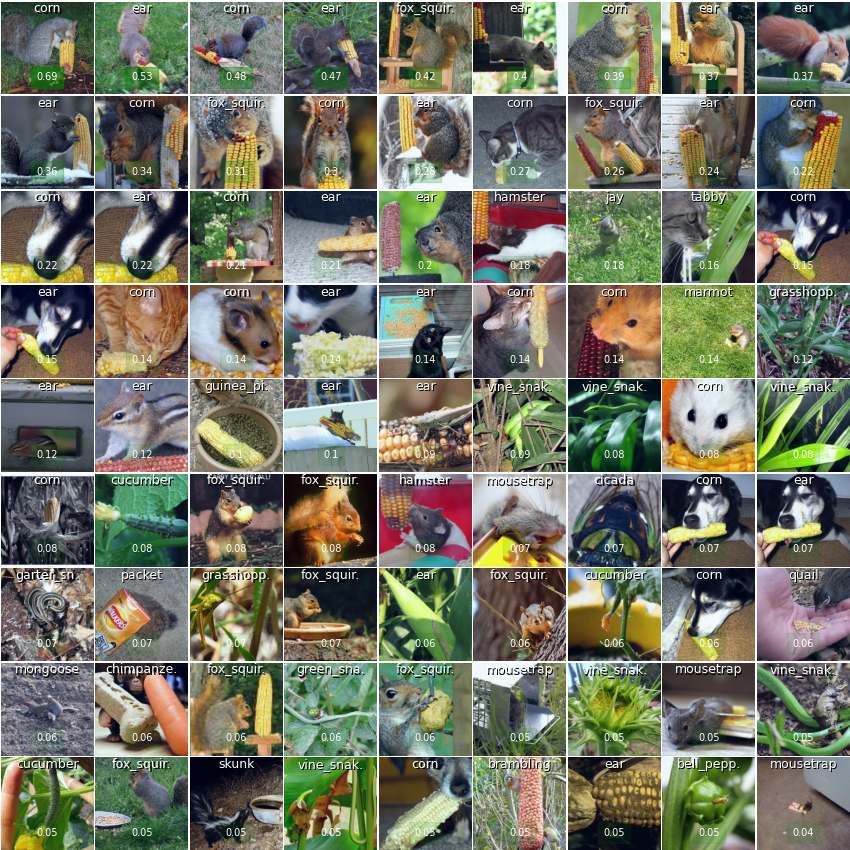 corn ear corn ear fox_squir. ear corn ear ear
0.69 0.53 0.48 0.47 0.42 0.4 0.39 0.37 0.37
ear corn fox_squir. corn ear corn fox_squir. ear corn
0.36 0.34 0.31 0.3 0.28 0.27 0.26 0.24 0.22
corn ear corn ear ear hamster jay tabby corn
0.22 0.22 0.21 0.21 0.2 0.18 0.18 0.16 0.15
ear corn corn ear ear corn corn marmot grasshopp.
0.15 0.14 0.14 0.14 0.14 0.14 0.14 0.14 0.12
ear ear guinea_pi. ear ear vine_snak. vine_snak. corn vine_snak.
0.12 0.12 0.1 0.1 0.09 0.09 0.08 0.08 0.08
corn cucumber fox_squir. fox_squir. hamster mousetrap cicada corn ear
0.08 0.08 0.08 0.08 0.08 0.07 0.07 0.07 0.07
garter_sn. packet grasshopp. fox_squir. ear fox_squir. cucumber corn quail
0.07 0.07 0.07 0.07 0.06 0.06 0.06 0.06 0.06
mongoose chimpanze. fox_squir. green_sna. fox_squir. mousetrap vine_snak. mousetrap vine_snak.
0.06 0.06 0.06 0.06 0.06 0.05 0.05 0.05 0.05
cucumber fox_squir. skunk vine_snak. corn brambling ear bell_pepp. mousetrap
0.05 0.05 0.05 0.05 0.05 0.05 0.05 0.05 0.04